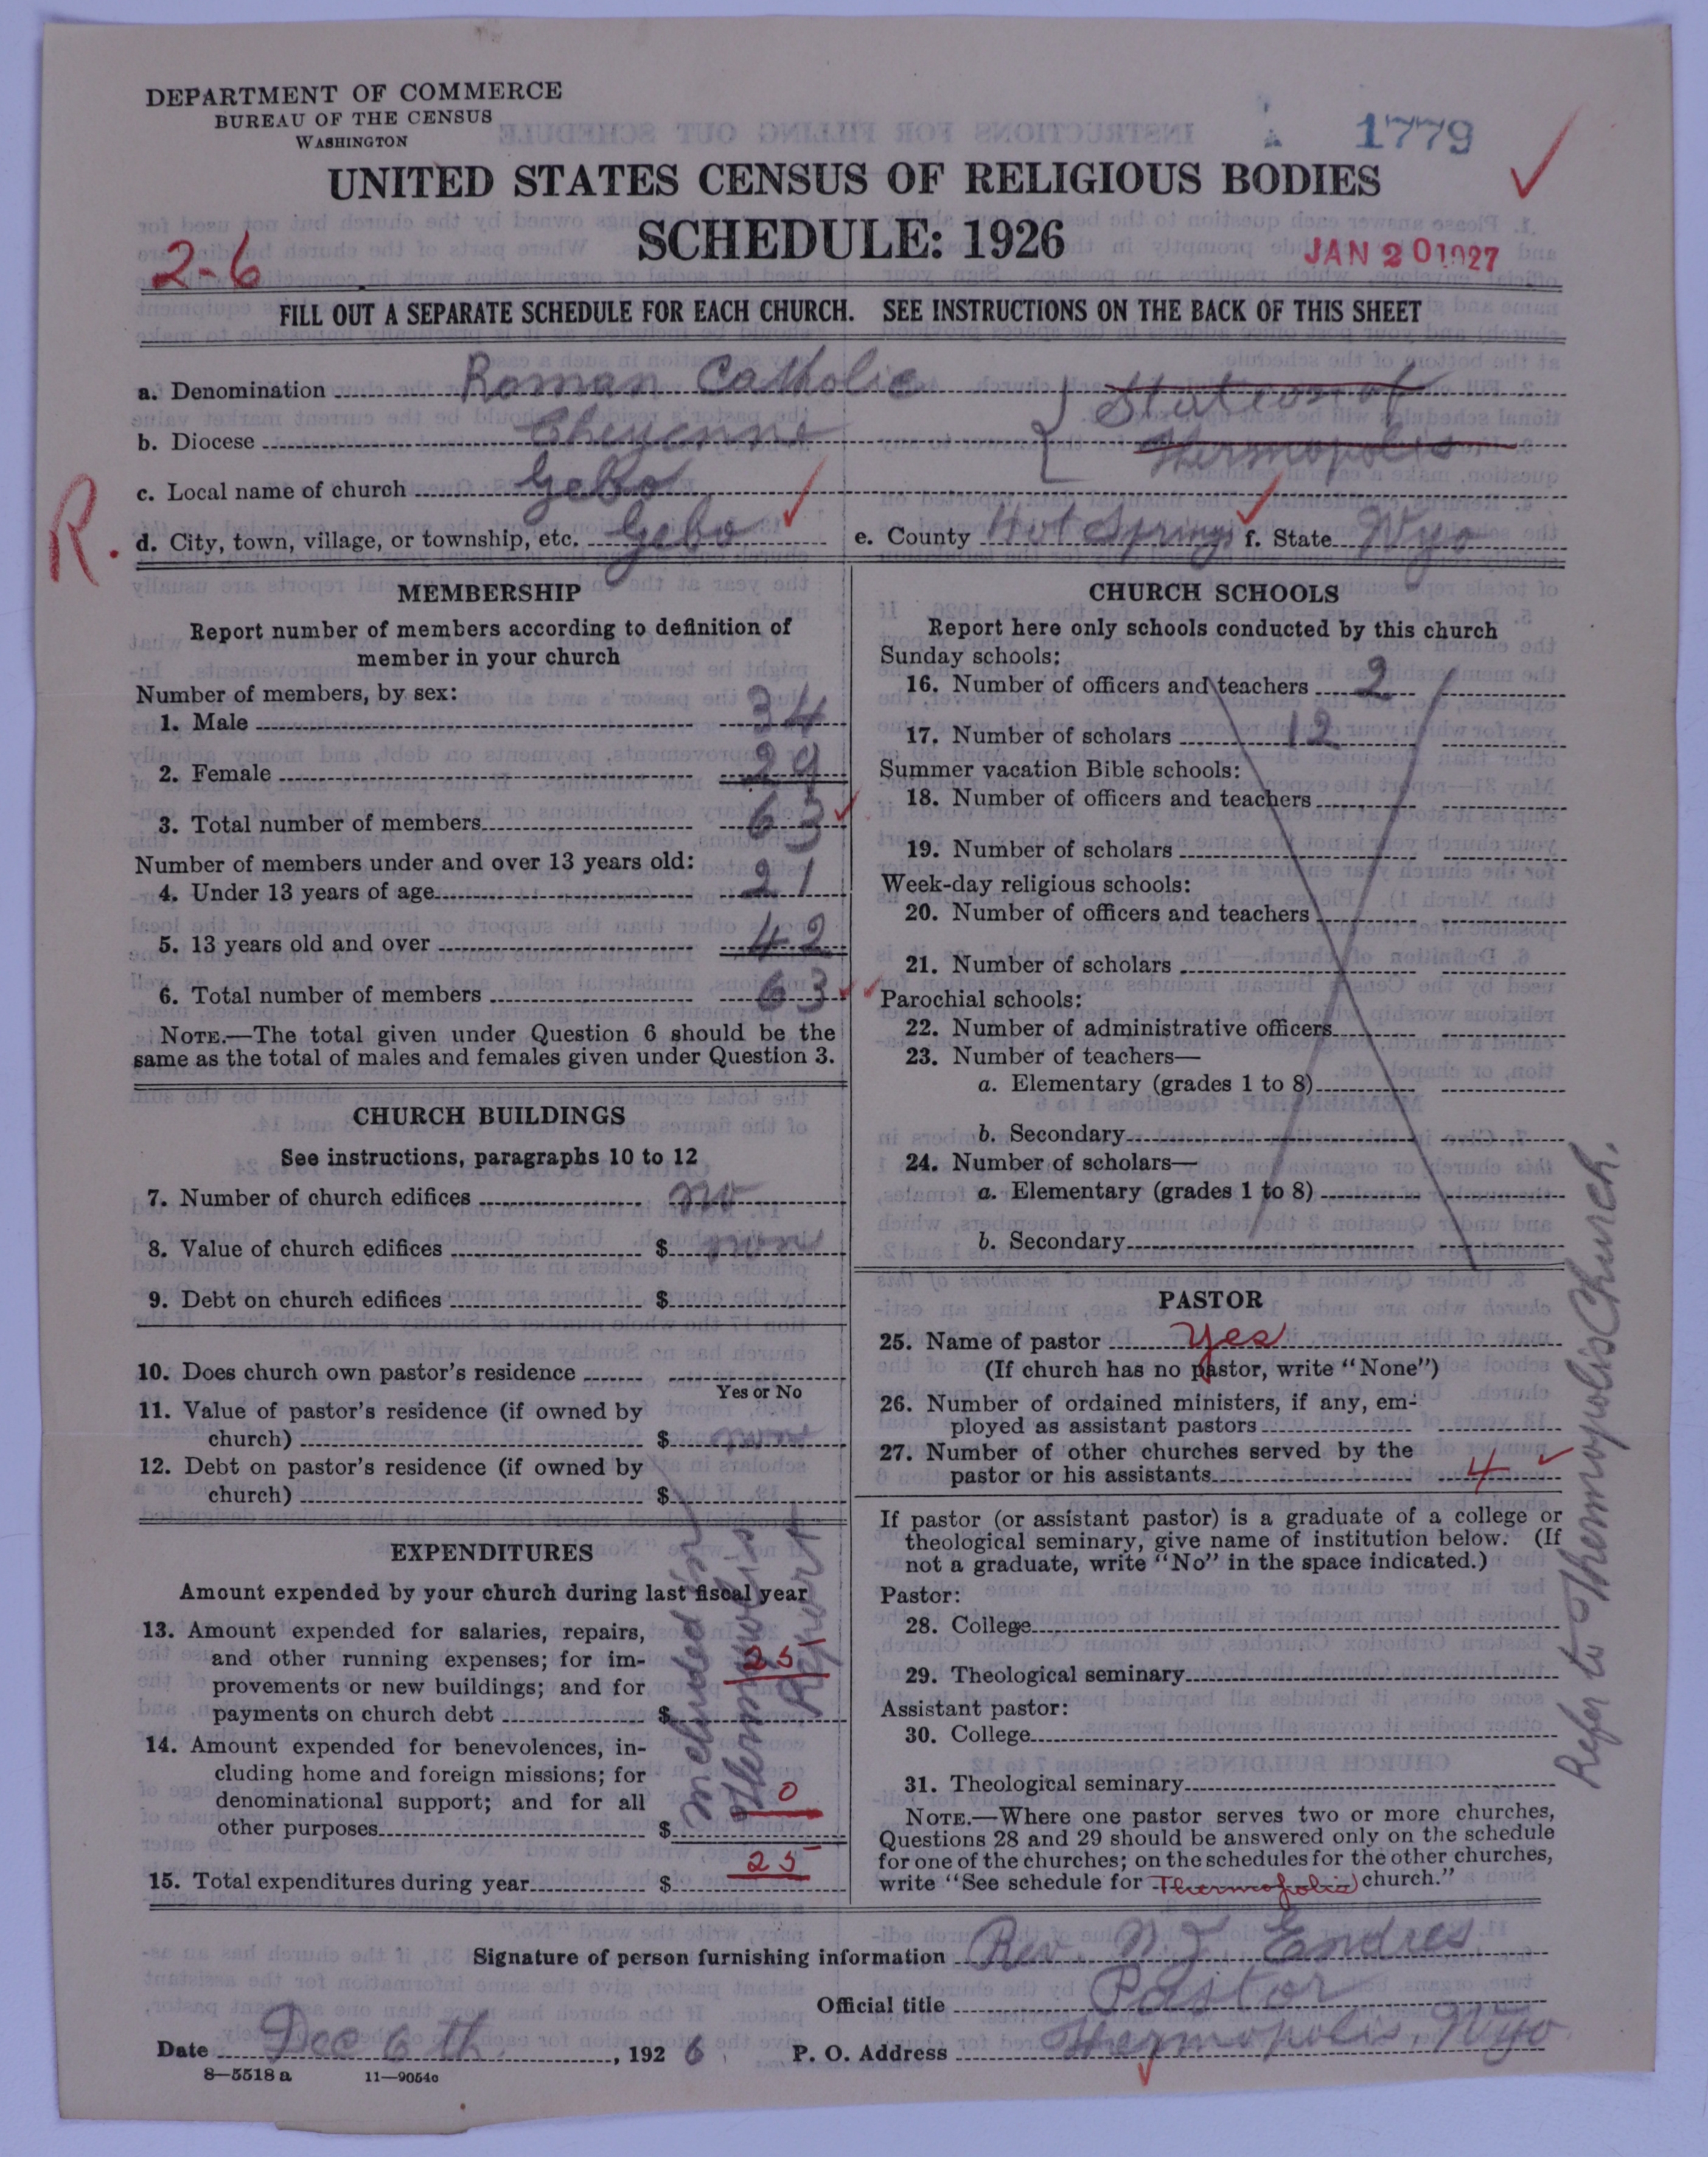 DEPARTMENT OF COMMERCE
BUREAU OF THE CENSUS
WASHINGTON
1779
UNITED STATES CENSUS OF RELIGIOUS BODIES
SCHEDULE: 1926
2-6
JAN 20 1927
FILL OUT A SEPARATE SCHEDULE FOR EACH CHURCH. SEE INSTRUCTIONS ON THE BACK OF THIS SHEET
a. Denomination Roman Catholic
Station of
b. Diocese Cheyenne
Thermopolis
c. Local name of church Gebo
R.
d. City, town, village, or township, etc. Gebo e. County Hot Springs f. State Wyo
MEMBERSHIP
Report number of members according to definition of
member in your church
Number of members, by sex:
1. Male 34
2. Female 29
3. Total number of members 63
Number of members under and over 13 years old:
4. Under 13 years of age 21
5. 13 years old and over 42
6. Total number of members 63
NOTE.—The total given under Question 6 should be the
same as the total of males and females given under Question 3.
CHURCH BUILDINGS
See instructions, paragraphs 10 to 12
7. Number of church edifices no
8. Value of church edifices $ non
9. Debt on church edifices $
10. Does church own pastor's residence
Yes or No
11. Value of pastor's residence (if owned by
church) $ none
12. Debt on pastor's residence (if owned by
church) $
EXPENDITURES
Amount expended by your church during last fiscal year
13. Amount expended for salaries, repairs,
and other running expenses; for im-
provements or new buildings; and for
payments on church debt $ 25
14. Amount expended for benevolences, in-
cluding home and foreign missions; for
denominational support; and for all
other purposes $ 0
15. Total expenditures during year $ 25
included in
Thermopolis
Report
CHURCH SCHOOLS
Report here only schools conducted by this church
Sunday schools:
16. Number of officers and teachers 2
17. Number of scholars 12
Summer vacation Bible schools:
18. Number of officers and teachers
19. Number of scholars
Week-day religious schools:
20. Number of officers and teachers
21. Number of scholars
Parochial schools:
22. Number of administrative officers
23. Number of teachers—
a. Elementary (grades 1 to 8)
b. Secondary
24. Number of scholars—
a. Elementary (grades 1 to 8)
b. Secondary
PASTOR
25. Name of pastor yes
(If church has no pastor, write "None")
26. Number of ordained ministers, if any, em-
ployed as assistant pastors
27. Number of other churches served by the
pastor or his assistants 4
If pastor (or assistant pastor) is a graduate of a college or
theological seminary, give name of institution below. (If
not a graduate, write "No" in the space indicated.)
Pastor:
28. College
29. Theological seminary
Assistant pastor:
30. College
31. Theological seminary
NOTE.—Where one pastor serves two or more churches,
Questions 28 and 29 should be answered only on the schedule
for one of the churches; on the schedules for the other churches,
write "See schedule for Thermopolis church."
Refer to Thermopolis Church.
Signature of person furnishing information Rev. N. J. Endres
Official title Pastor
Date Dec 6th, 1926 P. O. Address Thermopolis, Wyo
8—5518 a 11—9054c